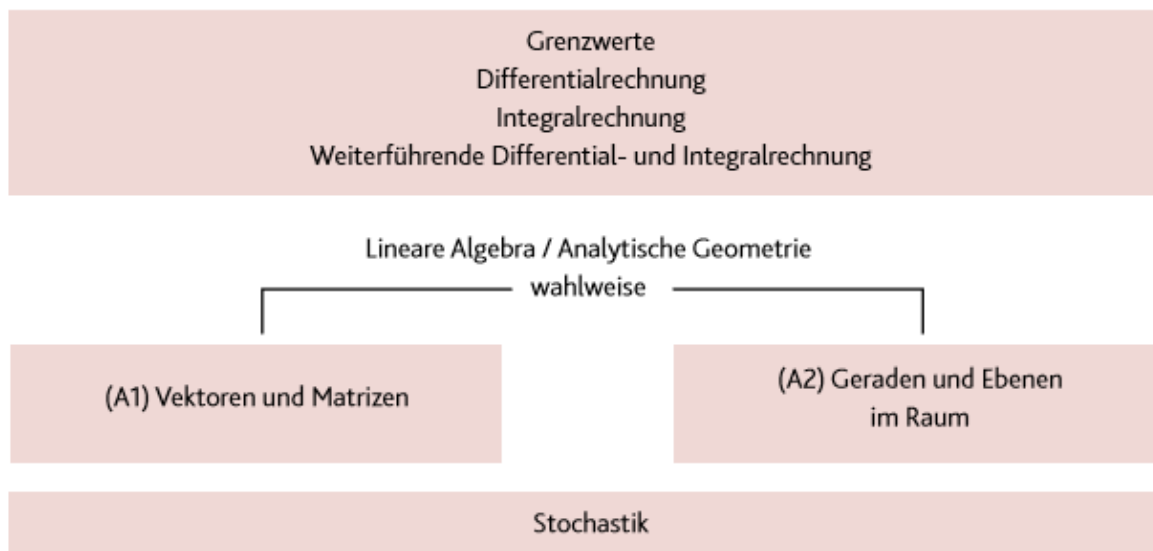 Grenzwerte
Differentialrechnung
Integralrechnung
Weiterführende Differential- und Integralrechnung
Lineare Algebra / Analytische Geometrie
wahlweise
(A1) Vektoren und Matrizen
(A2) Geraden und Ebenen
im Raum
Stochastik